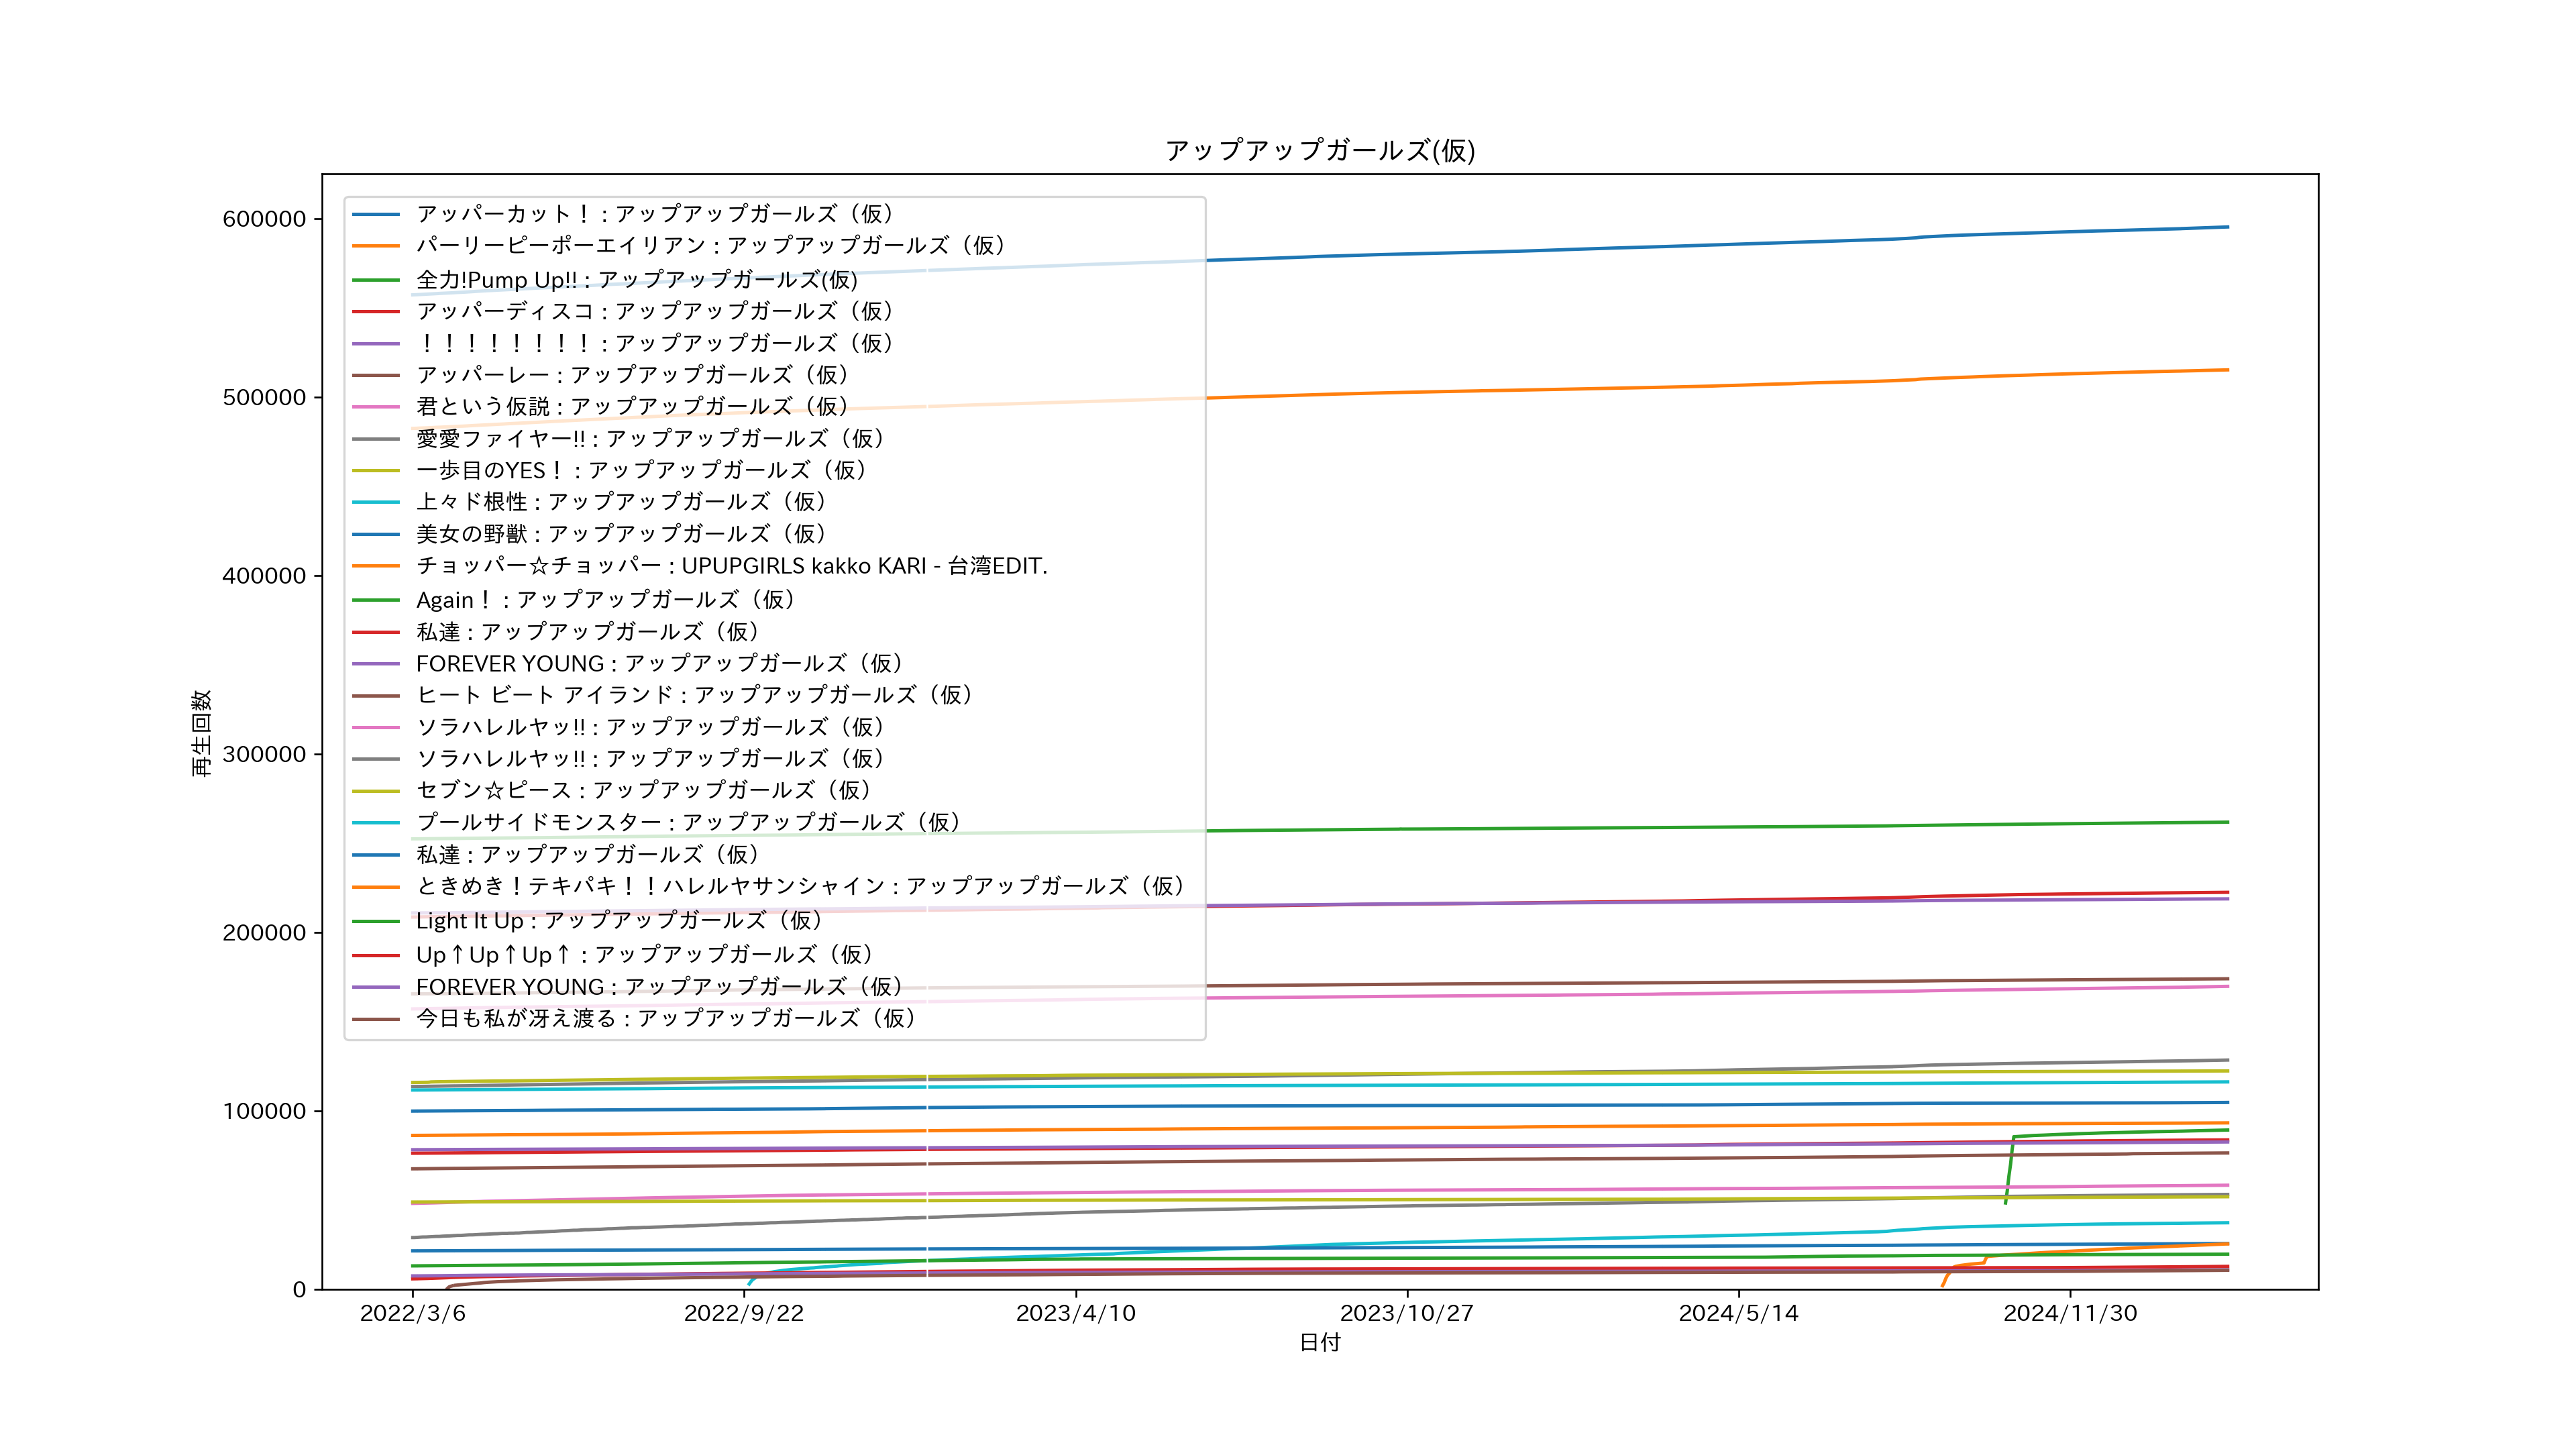 アップアップガールズ(仮)
アッパーカット！ : アップアップガールズ（仮）
パーリーピーポーエイリアン : アップアップガールズ（仮）
全力!Pump Up!! : アップアップガールズ(仮)
アッパーディスコ : アップアップガールズ（仮）
！！！！！！！！ : アップアップガールズ（仮）
アッパーレー : アップアップガールズ（仮）
君という仮説 : アップアップガールズ（仮）
愛愛ファイヤー!! : アップアップガールズ（仮）
一歩目のYES！ : アップアップガールズ（仮）
上々ド根性 : アップアップガールズ（仮）
美女の野獣 : アップアップガールズ（仮）
チョッパー☆チョッパー : UPUPGIRLS kakko KARI - 台湾EDIT.
Again！ : アップアップガールズ（仮）
私達 : アップアップガールズ（仮）
FOREVER YOUNG : アップアップガールズ（仮）
ヒート ビート アイランド : アップアップガールズ（仮）
ソラハレルヤッ!! : アップアップガールズ（仮）
ソラハレルヤッ!! : アップアップガールズ（仮）
セブン☆ピース : アップアップガールズ（仮）
プールサイドモンスター : アップアップガールズ（仮）
私達 : アップアップガールズ（仮）
ときめき！テキパキ！！ハレルヤサンシャイン : アップアップガールズ（仮）
Light It Up : アップアップガールズ（仮）
Up↑Up↑Up↑ : アップアップガールズ（仮）
FOREVER YOUNG : アップアップガールズ（仮）
今日も私が冴え渡る : アップアップガールズ（仮）
再生回数
600000
500000
400000
300000
200000
100000
0
2022/3/6
2022/9/22
2023/4/10
2023/10/27
2024/5/14
2024/11/30
日付